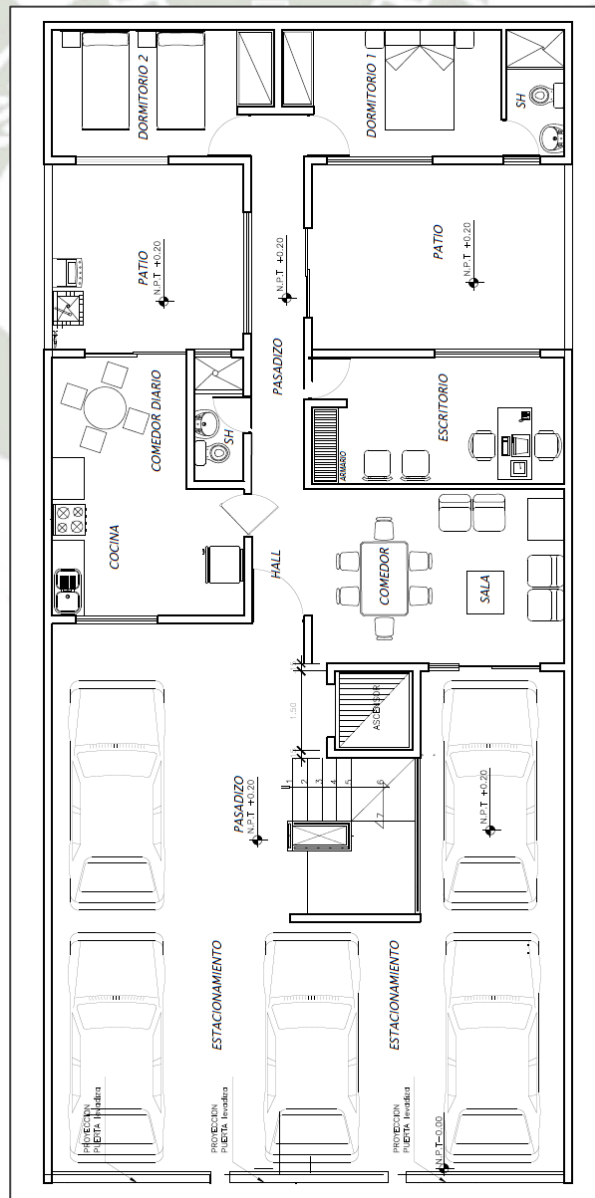 DORMITORIO 2
DORMITORIO 1
SH
PATIO
N.P.T +0.20
N.P.T +0.20
PATIO
N.P.T +0.20
PASADIZO
COMEDOR DIARIO
SH
ESCRITORIO
ARMARIO
COCINA
HALL
COMEDOR
SALA
1.50
ASCENSOR
PASADIZO
N.P.T +0.20
1
2
3
4
5
6
7
N.P.T +0.20
ESTACIONAMIENTO
ESTACIONAMIENTO
PROYECCION
PUERTA levadiza
PROYECCION
PUERTA levadiza
PROYECCION
PUERTA levadiza
N.P.T-0.00